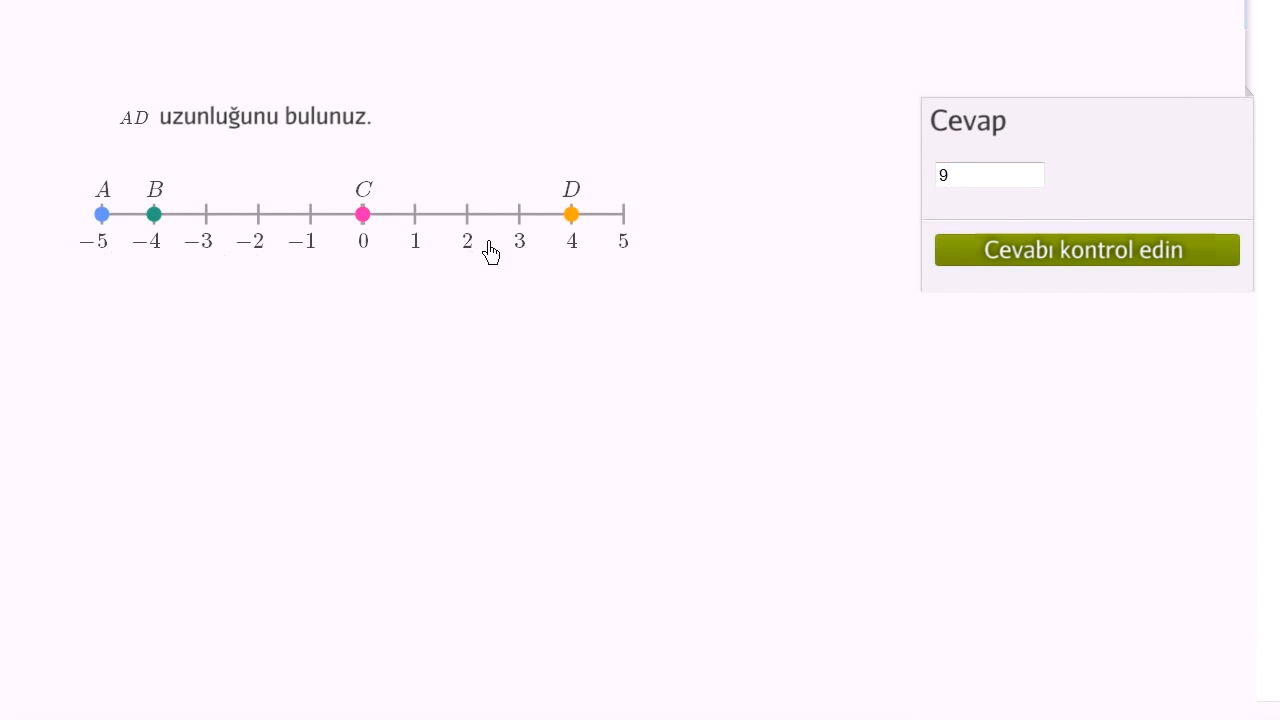 AD uzunluğunu bulunuz.
A B C D
−5 −4 −3 −2 −1 0 1 2 3 4 5
Cevap
9
Cevabı kontrol edin